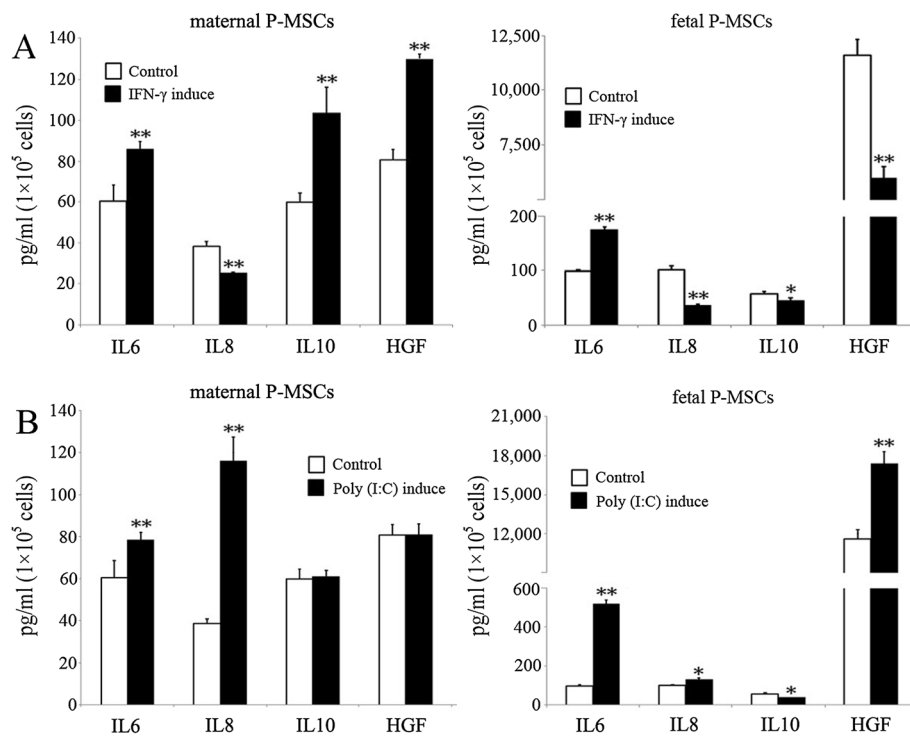 A
maternal P-MSCs
pg/ml (1×10⁵ cells)
140
120
100
80
60
40
20
0
Control
IFN-γ induce
**
**
**
**
IL6 IL8 IL10 HGF
fetal P-MSCs
pg/ml (1×10⁵ cells)
12,500
10,000
7,500
200
100
0
Control
IFN-γ induce
**
**
*
**
IL6 IL8 IL10 HGF
B
maternal P-MSCs
pg/ml (1×10⁵ cells)
140
120
100
80
60
40
20
0
Control
Poly (I:C) induce
**
**
IL6 IL8 IL10 HGF
fetal P-MSCs
pg/ml (1×10⁵ cells)
21,000
18,000
15,000
12,000
600
400
200
0
Control
Poly (I:C) induce
**
*
*
**
IL6 IL8 IL10 HGF